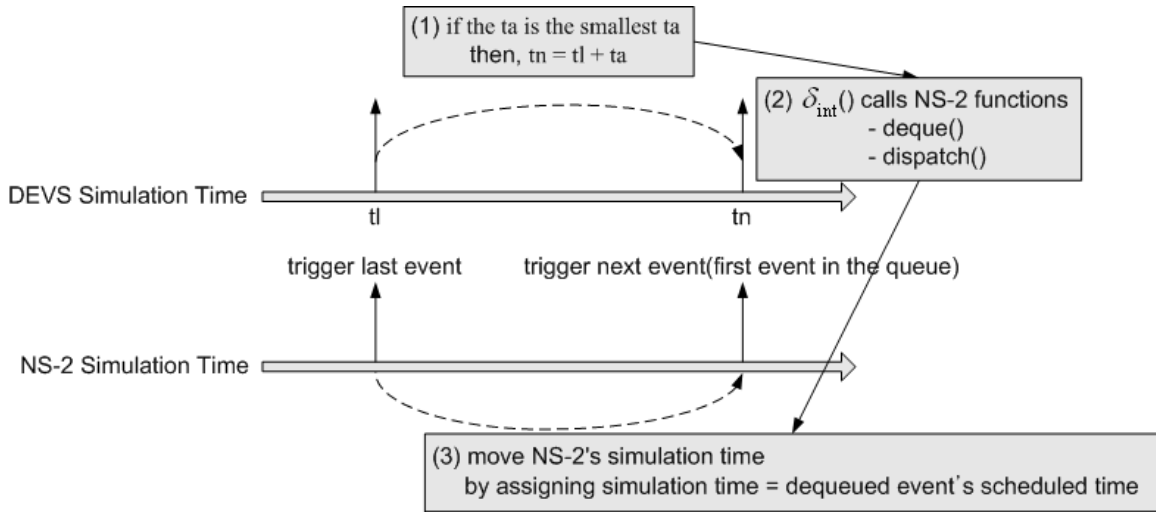 (1) if the ta is the smallest ta
then, tn = tl + ta
(2) δint() calls NS-2 functions
- deque()
- dispatch()
DEVS Simulation Time
tl
tn
trigger last event
trigger next event(first event in the queue)
NS-2 Simulation Time
(3) move NS-2's simulation time
by assigning simulation time = dequeued event's scheduled time